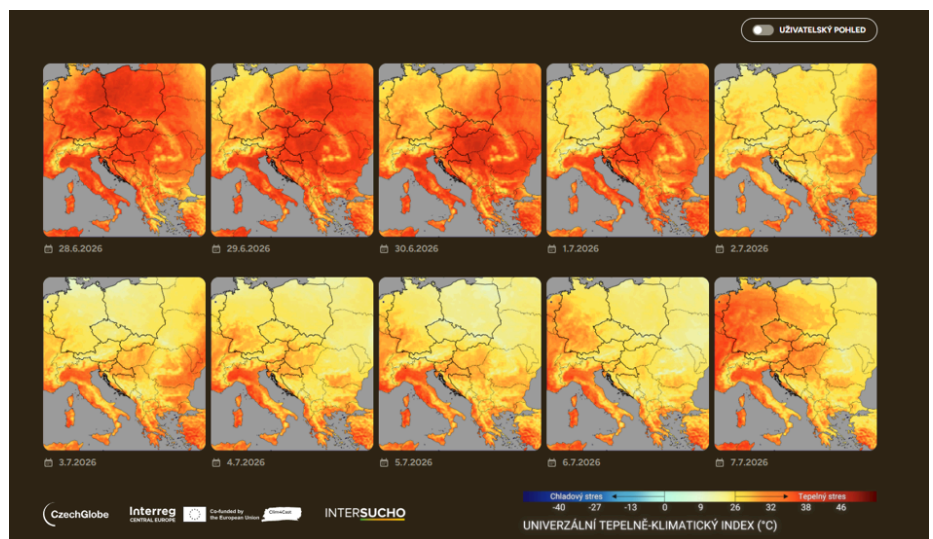 UŽIVATELSKÝ POHLED
28.6.2026
29.6.2026
30.6.2026
1.7.2026
2.7.2026
3.7.2026
4.7.2026
5.7.2026
6.7.2026
7.7.2026
CzechGlobe
Interreg
CENTRAL EUROPE
Co-funded by
the European Union
Clim4Cast
INTERSUCHO
Chladový stres
Tepelný stres
-40 -27 -13 0 9 26 32 38 46
UNIVERZÁLNÍ TEPELNĚ-KLIMATICKÝ INDEX (°C)